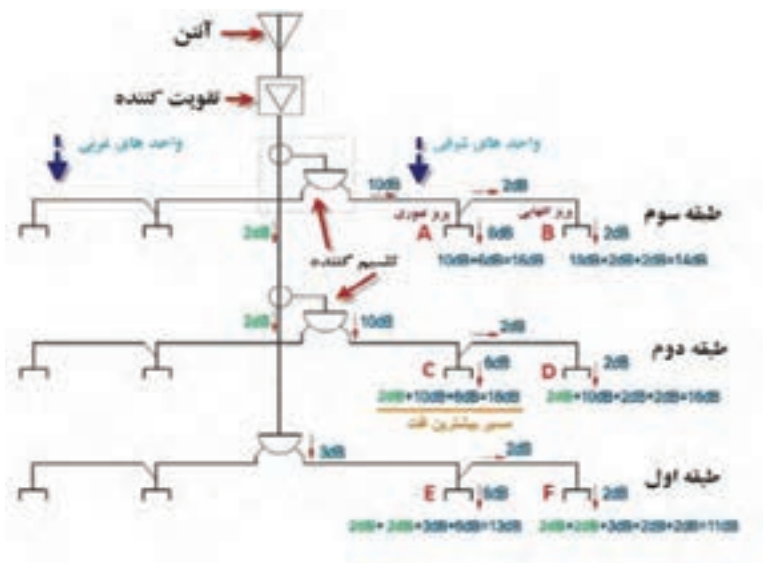 آنتن
تقویت کننده
واحد های غربی
واحد های شرقی
10dB
2dB
طبقه سوم
پریز عبوری
پریز انتهایی
2dB
A
6dB
B
2dB
10dB+6dB=16dB
10dB+2dB+2dB=14dB
تقسیم کننده
2dB
10dB
2dB
طبقه دوم
C
6dB
D
2dB
2dB+10dB+6dB=18dB
2dB+10dB+2dB+2dB=16dB
مسیر بیشترین افت
3dB
2dB
طبقه اول
E
6dB
F
2dB
2dB+2dB+3dB+6dB=13dB
2dB+2dB+3dB+2dB+2dB=11dB